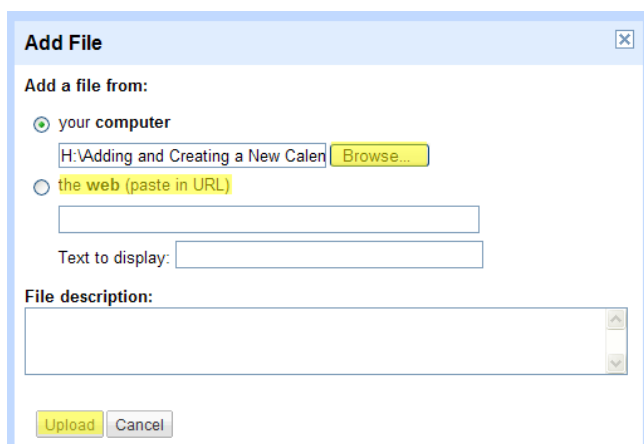 Add File
Add a file from:
your computer
H:\Adding and Creating a New Calen Browse...
the web (paste in URL)
Text to display:
File description:
Upload Cancel